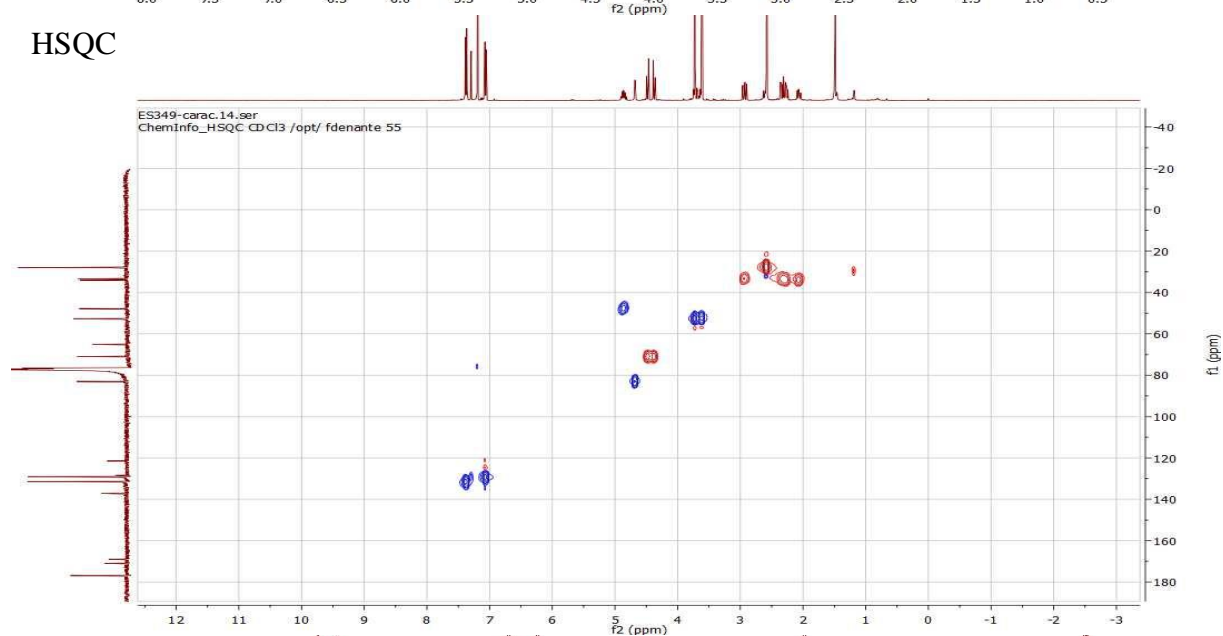 f2 (ppm)
HSQC
ES349-carac.14.ser
ChemInfo_HSQC CDCl3 /opt/ fdenante 55
-40
-20
0
20
40
60
80
100
120
140
160
180
f1 (ppm)
12 11 10 9 8 7 6 5 4 3 2 1 0 -1 -2 -3
f2 (ppm)